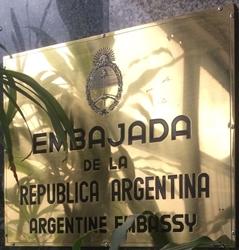 EMBAJADA
DE LA
REPUBLICA ARGENTINA
ARGENTINE EMBASSY